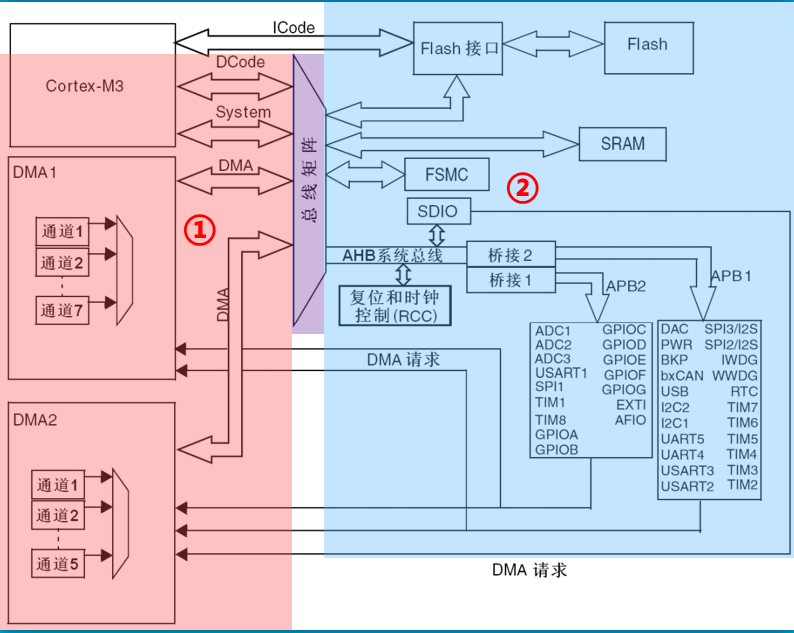 ICode
Flash 接口
Flash
Cortex-M3
DCode
System
总线矩阵
SRAM
DMA1
DMA
FSMC
②
SDIO
①
通道1
通道2
通道7
AHB系统总线
桥接2
桥接1
复位和时钟
控制(RCC)
APB2
APB1
DMA
DMA 请求
ADC1 GPIOC
ADC2 GPIOD
ADC3 GPIOE
USART1 GPIOF
SPI1 GPIOG
TIM1 EXTI
TIM8 AFIO
GPIOA
GPIOB
DAC SPI3/I2S
PWR SPI2/I2S
BKP IWDG
bxCAN WWDG
USB RTC
I2C2 TIM7
I2C1 TIM6
UART5 TIM5
UART4 TIM4
USART3 TIM3
USART2 TIM2
DMA2
通道1
通道2
通道5
DMA 请求